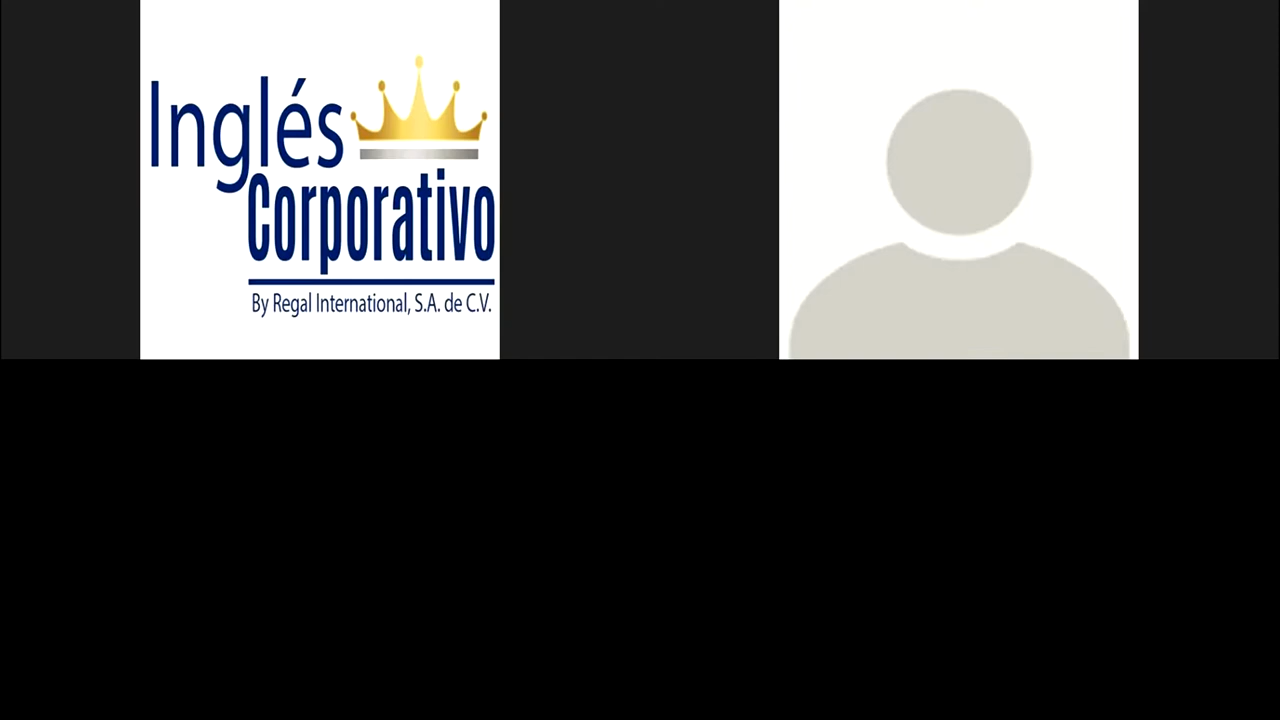 Inglés
Corporativo
By Regal International, S.A. de C.V.